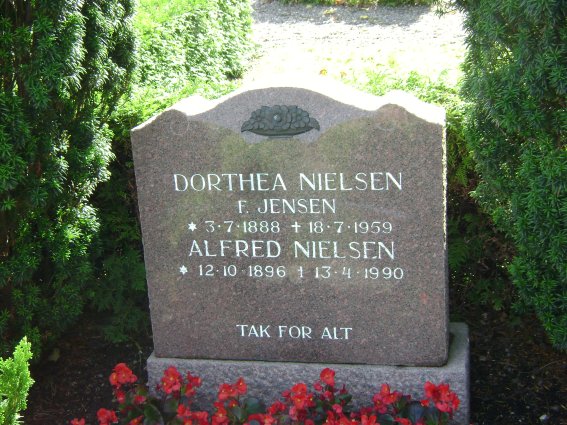 DORTHEA NIELSEN
F. JENSEN
* 3·7·1888 † 18·7·1959
ALFRED NIELSEN
* 12·10·1896 † 13·4·1990
TAK FOR ALT